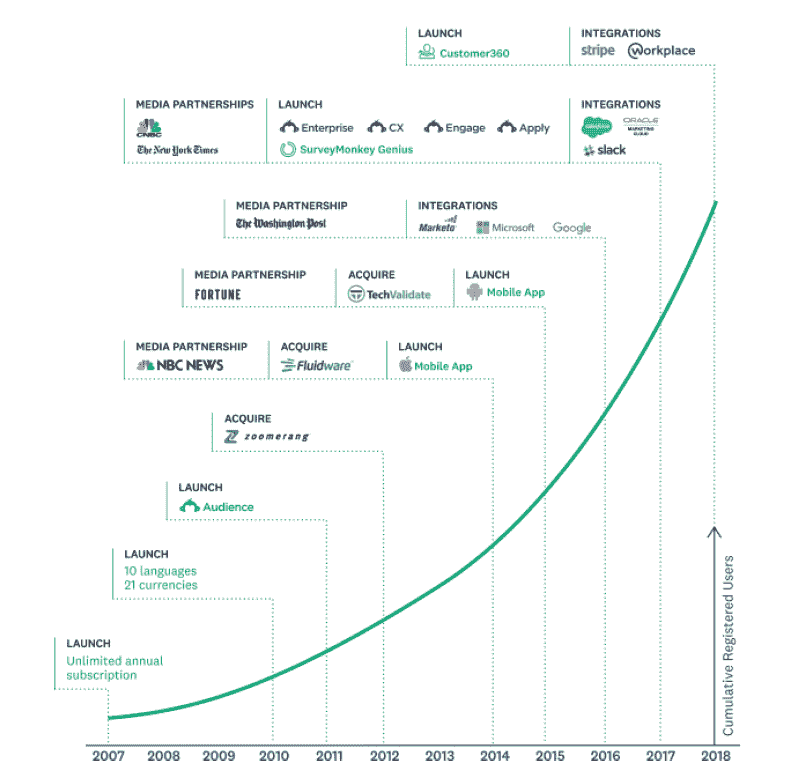 LAUNCH
Customer360
INTEGRATIONS
stripe Workplace
MEDIA PARTNERSHIPS
CNBC
The New York Times
LAUNCH
Enterprise CX Engage Apply
SurveyMonkey Genius
INTEGRATIONS
salesforce ORACLE
MARKETING
CLOUD
slack
MEDIA PARTNERSHIP
The Washington Post
INTEGRATIONS
Marketo Microsoft Google
MEDIA PARTNERSHIP
FORTUNE
ACQUIRE
TechValidate
LAUNCH
Mobile App
MEDIA PARTNERSHIP
NBC NEWS
ACQUIRE
Fluidware
LAUNCH
Mobile App
ACQUIRE
zoomerang
LAUNCH
Audience
LAUNCH
10 languages
21 currencies
LAUNCH
Unlimited annual
subscription
Cumulative Registered Users
2007 2008 2009 2010 2011 2012 2013 2014 2015 2016 2017 2018